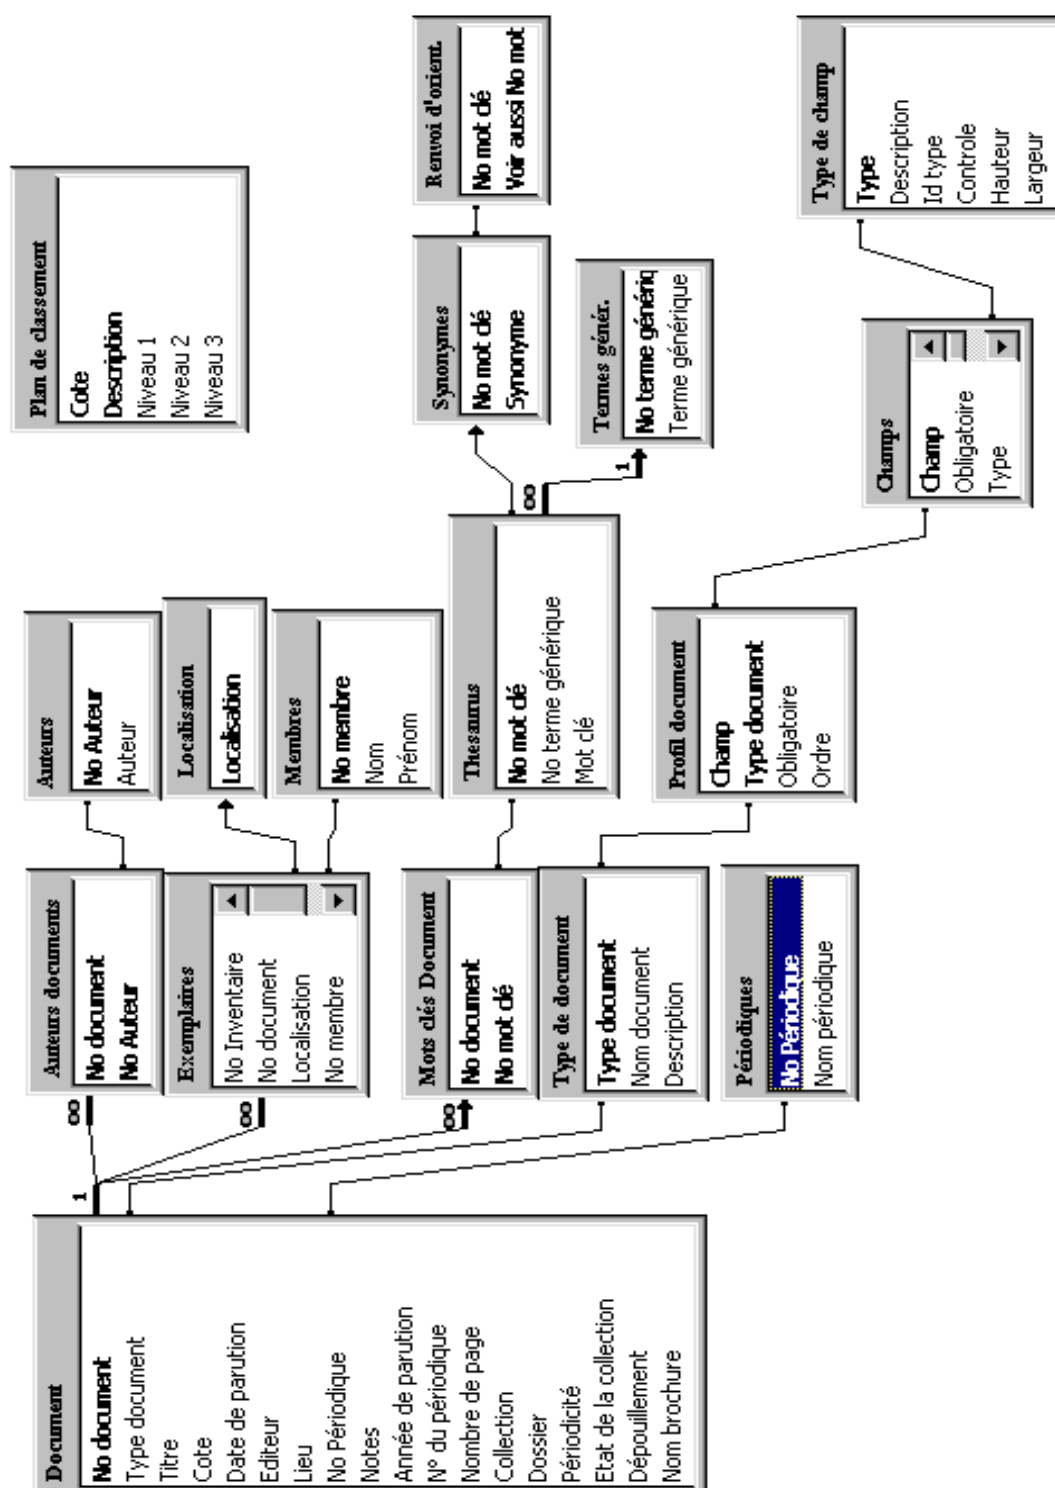 Document
No document
Type document
Titre
Cote
Date de parution
Editeur
Lieu
No Périodique
Notes
Année de parution
N° du périodique
Nombre de page
Collection
Dossier
Périodicité
Etat de la collection
Dépouillement
Nom brochure
1
∞
∞
∞
Auteurs documents
No document
No Auteur
Exemplaires
No Inventaire
No document
Localisation
No membre
Mots clés Document
No document
No mot clé
Type de document
Type document
Nom document
Description
Périodiques
No Périodique
Nom périodique
Auteurs
No Auteur
Auteur
Localisation
Localisation
Membres
No membre
Nom
Prénom
Thesaurus
No mot clé
No terme générique
Mot clé
Profil document
Champ
Type document
Obligatoire
Ordre
∞
1
Plan de classement
Cote
Description
Niveau 1
Niveau 2
Niveau 3
Synonymes
No mot clé
Synonyme
Termes génér.
No terme génériq
Terme générique
Champs
Champ
Obligatoire
Type
Renvoi d'orient.
No mot clé
Voir aussi No mot
Type de champ
Type
Description
Id type
Controle
Hauteur
Largeur